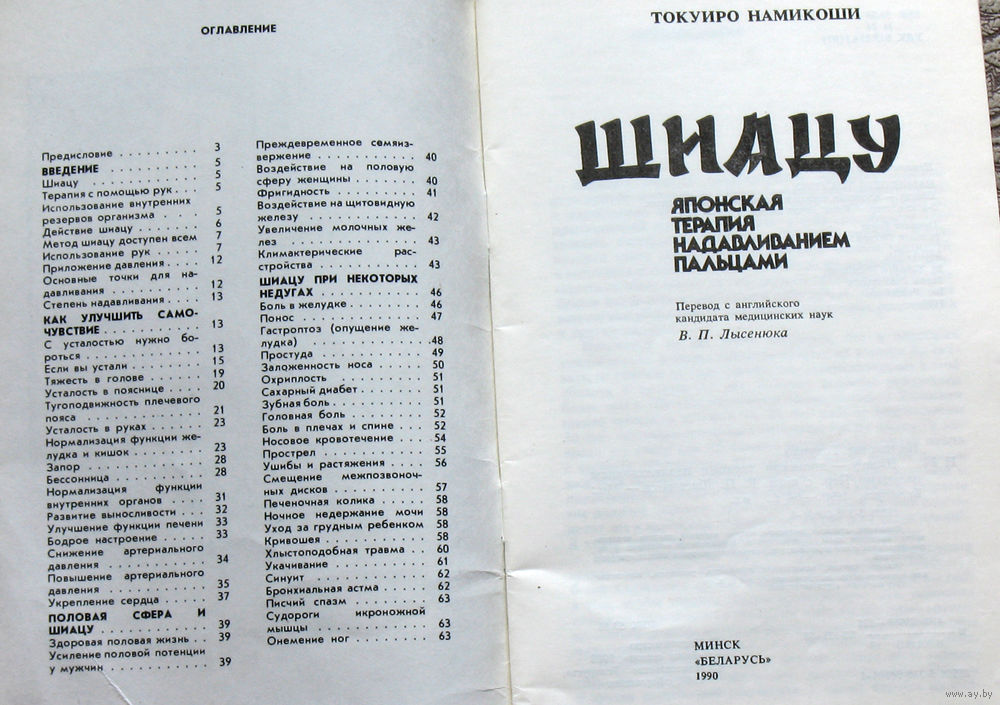 ОГЛАВЛЕНИЕ
Предисловие . . . . . . . . . 3
ВВЕДЕНИЕ . . . . . . . . . 5
Шиацу . . . . . . . . . 5
Терапия с помощью рук . . . 5
Использование внутренних
резервов организма . . . 5
Действие шиацу . . . . . . 6
Метод шиацу доступен всем 7
Использование рук . . . . . 7
Приложение давления . . . . 12
Основные точки для на-
давливания . . . . . . . . 12
Степень надавливания . . . . 13
КАК УЛУЧШИТЬ САМО-
ЧУВСТВИЕ . . . . . . . . . 13
С усталостью нужно бо-
роться . . . . . . . . . 13
Если вы устали . . . . . . . 15
Тяжесть в голове . . . . . . 19
Усталость в пояснице . . . . 20
Тугоподвижность плечевого
пояса . . . . . . . . . 21
Усталость в руках . . . . . . 23
Нормализация функции же-
лудка и кишок . . . . . . . 23
Запор . . . . . . . . . 28
Бессонница . . . . . . . . . 28
Нормализация функции
внутренних органов . . . . 31
Развитие выносливости . . . 32
Улучшение функции печени 33
Бодрое настроение . . . . . 33
Снижение артериального
давления . . . . . . . . . 34
Повышение артериального
давления . . . . . . . . . 35
Укрепление сердца . . . . . 37
ПОЛОВАЯ СФЕРА И
ШИАЦУ . . . . . . . . . 39
Здоровая половая жизнь . . 39
Усиление половой потенции
у мужчин . . . . . . . . . 39
Преждевременное семяиз-
вержение . . . . . . . . . 40
Воздействие на половую
сферу женщины . . . . . . 40
Фригидность . . . . . . . . 41
Воздействие на щитовидную
железу . . . . . . . . . 42
Увеличение молочных же-
лез . . . . . . . . . 43
Климактерические рас-
стройства . . . . . . . . . 43
ШИАЦУ ПРИ НЕКОТОРЫХ
НЕДУГАХ . . . . . . . . . 46
Боль в желудке . . . . . . . 46
Понос . . . . . . . . . 47
Гастроптоз (опущение же-
лудка) . . . . . . . . . 48
Простуда . . . . . . . . . 49
Заложенность носа . . . . . 50
Охриплость . . . . . . . . 51
Сахарный диабет . . . . . . 51
Зубная боль . . . . . . . . 51
Головная боль . . . . . . . 52
Боль в плечах и спине . . . 52
Носовое кровотечение . . . 54
Прострел . . . . . . . . . 55
Ушибы и растяжения . . . . 56
Смещение межпозвоноч-
ных дисков . . . . . . . . 57
Печеночная колика . . . . . 58
Ночное недержание мочи 58
Уход за грудным ребенком 58
Кривошея . . . . . . . . . 58
Хлыстоподобная травма . . 60
Укачивание . . . . . . . . 61
Синуит . . . . . . . . . 62
Бронхиальная астма . . . . . 62
Писчий спазм . . . . . . . 63
Судороги икроножной
мышцы . . . . . . . . . 63
Онемение ног . . . . . . . 63
ТОКУИРО НАМИКОШИ
ШИАЦУ
ЯПОНСКАЯ
ТЕРАПИЯ
НАДАВЛИВАНИЕМ
ПАЛЬЦАМИ
Перевод с английского
кандидата медицинских наук
В. П. Лысенюка
МИНСК
«БЕЛАРУСЬ»
1990
www.ay.by